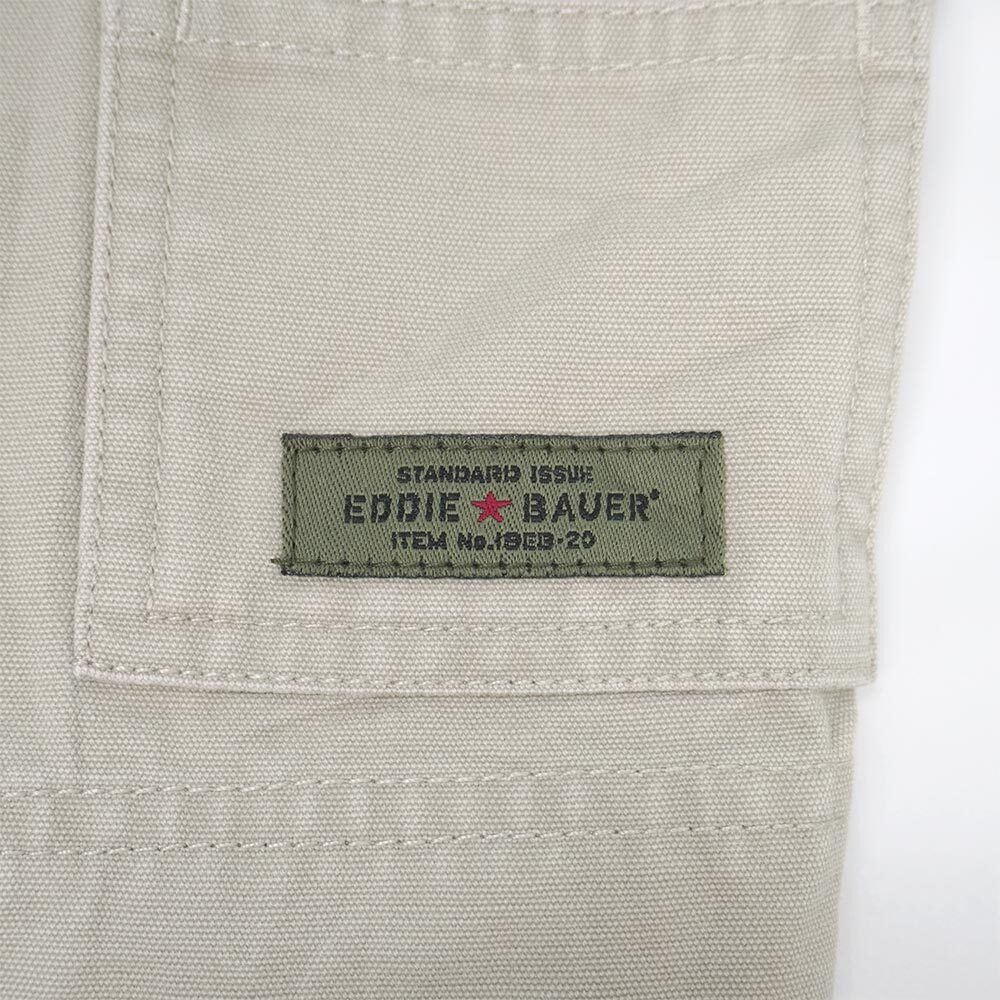 STANDARD ISSUE
EDDIE★BAUER®
ITEM No.19EB-20